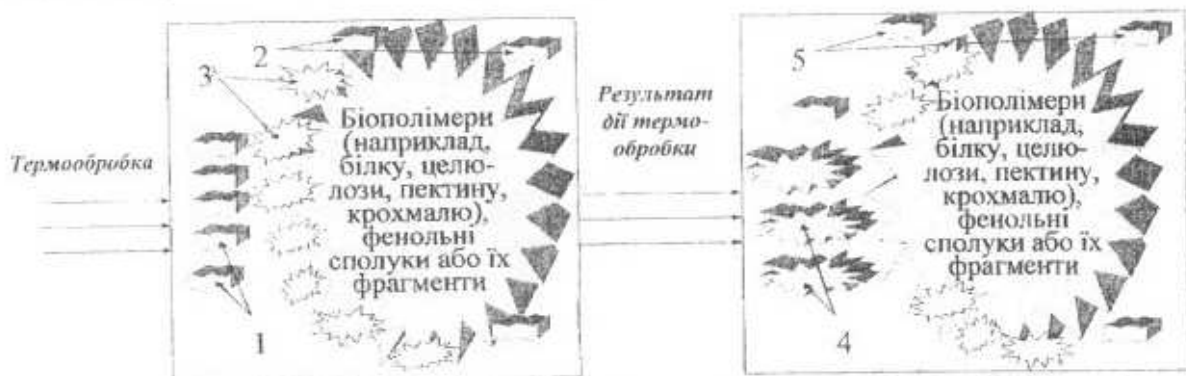 Термообробка
2
3
1
Біополімери
(наприклад,
білку, целю-
лози, пектину,
крохмалю),
фенольні
сполуки або їх
фрагменти
Результат
дії термо-
обробки
5
4
Біополімери
(наприклад,
білку, целю-
лози, пектину,
крохмалю),
фенольні
сполуки або їх
фрагменти